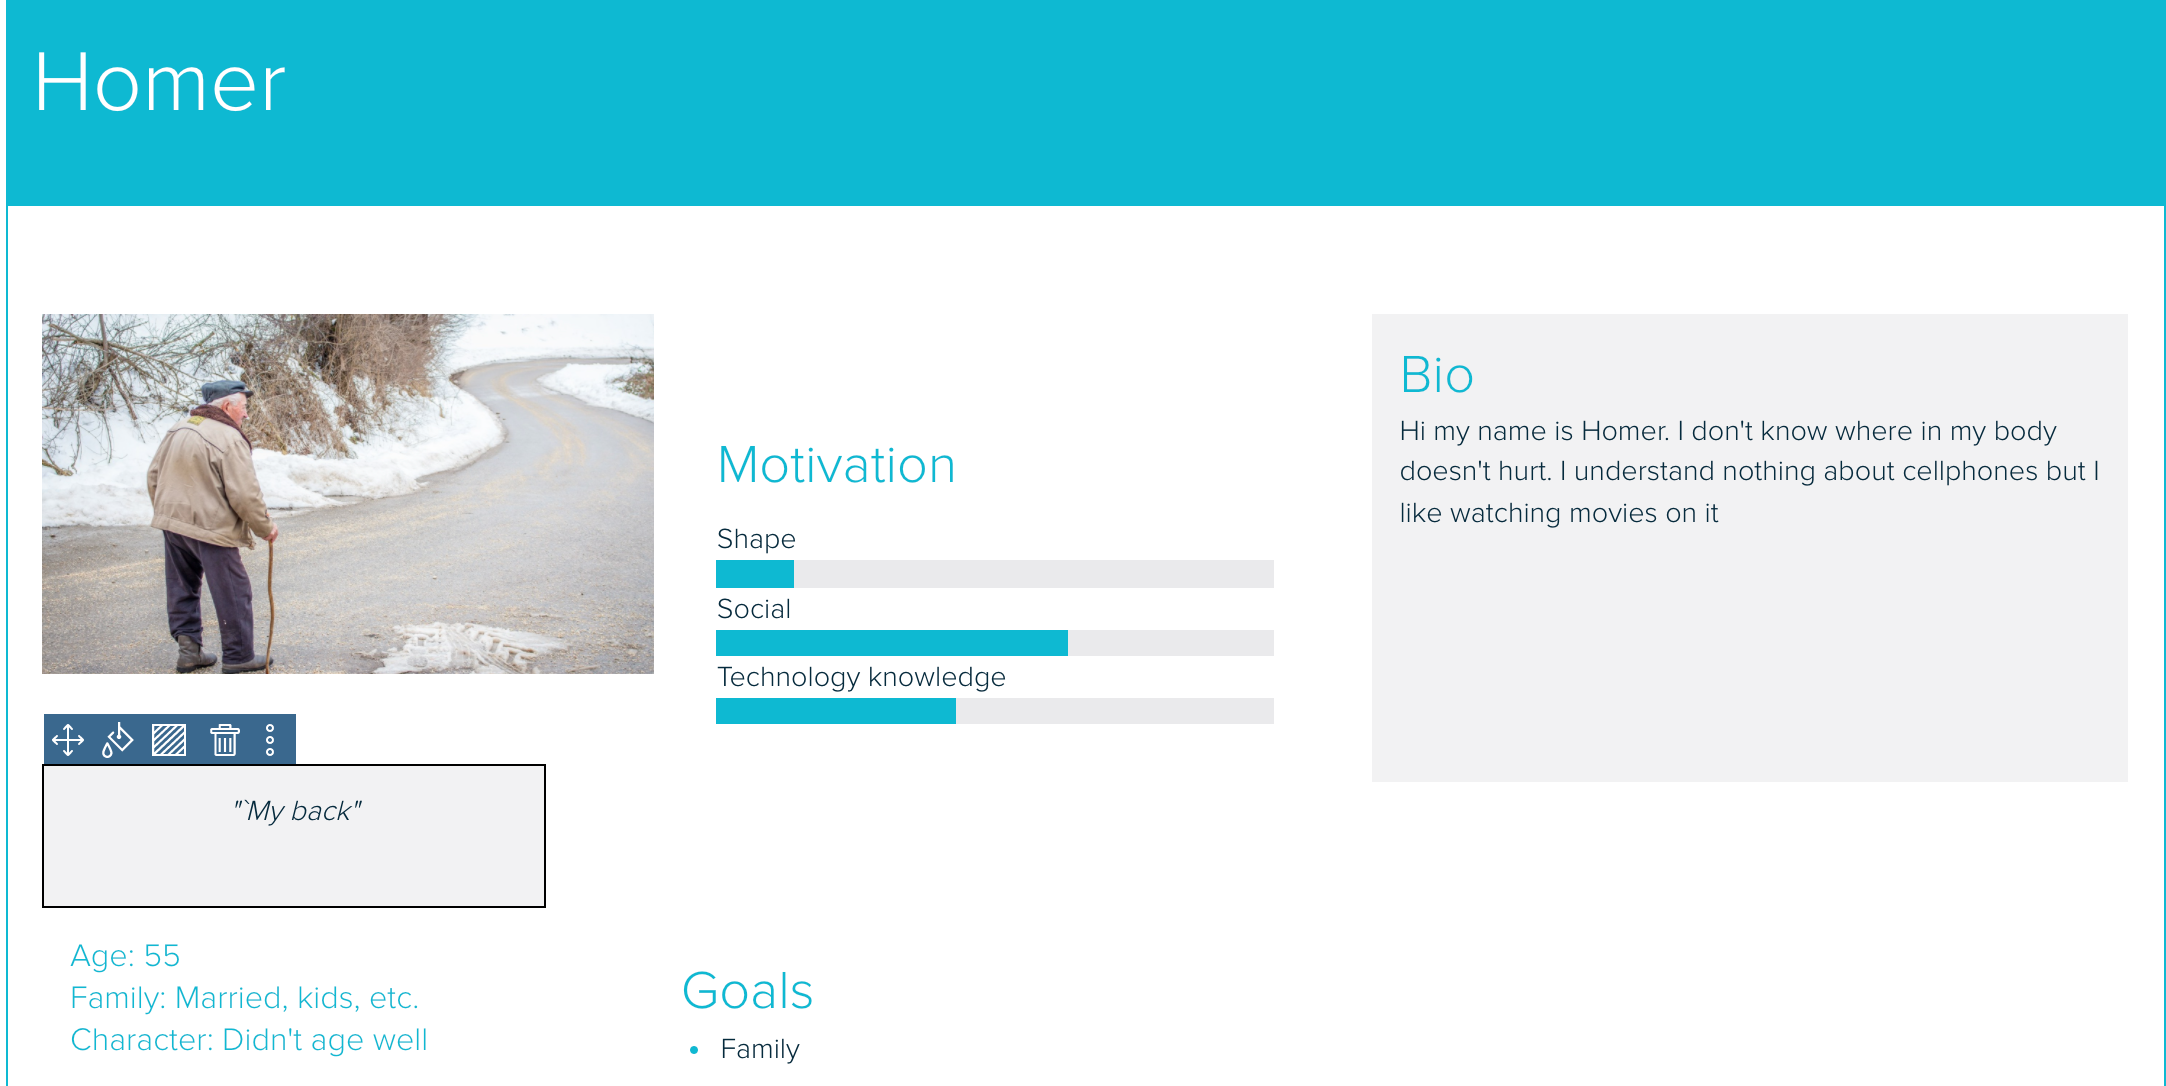 Homer
Motivation
Shape
Social
Technology knowledge
Bio
Hi my name is Homer. I don't know where in my body
doesn't hurt. I understand nothing about cellphones but I
like watching movies on it
"`My back"
Age: 55
Family: Married, kids, etc.
Character: Didn't age well
Goals
• Family